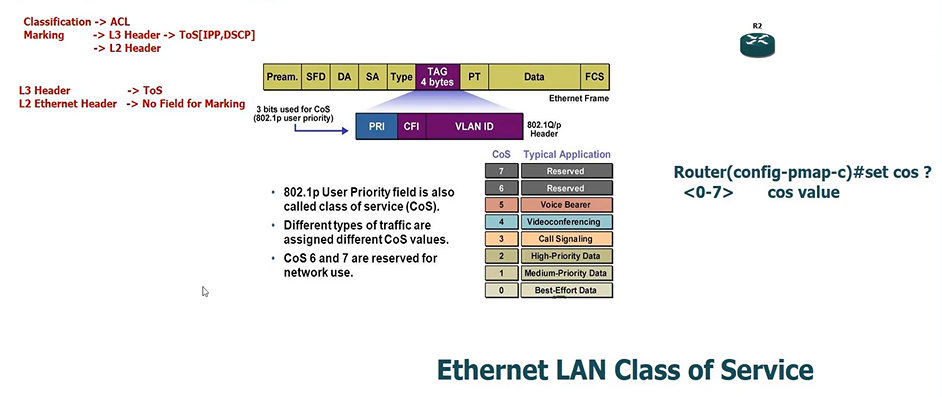 Classification -> ACL
Marking -> L3 Header -> ToS[IPP,DSCP]
-> L2 Header
L3 Header -> ToS
L2 Ethernet Header -> No Field for Marking
R2
Pream. SFD DA SA Type TAG 4 bytes PT Data FCS
Ethernet Frame
3 bits used for CoS
(802.1p user priority)
PRI CFI VLAN ID
802.1Q/p
Header
CoS Typical Application
7 Reserved
6 Reserved
5 Voice Bearer
4 Videoconferencing
3 Call Signaling
2 High-Priority Data
1 Medium-Priority Data
0 Best-Effort Data
• 802.1p User Priority field is also
called class of service (CoS).
• Different types of traffic are
assigned different CoS values.
• CoS 6 and 7 are reserved for
network use.
Router(config-pmap-c)#set cos ?
<0-7> cos value
Ethernet LAN Class of Service